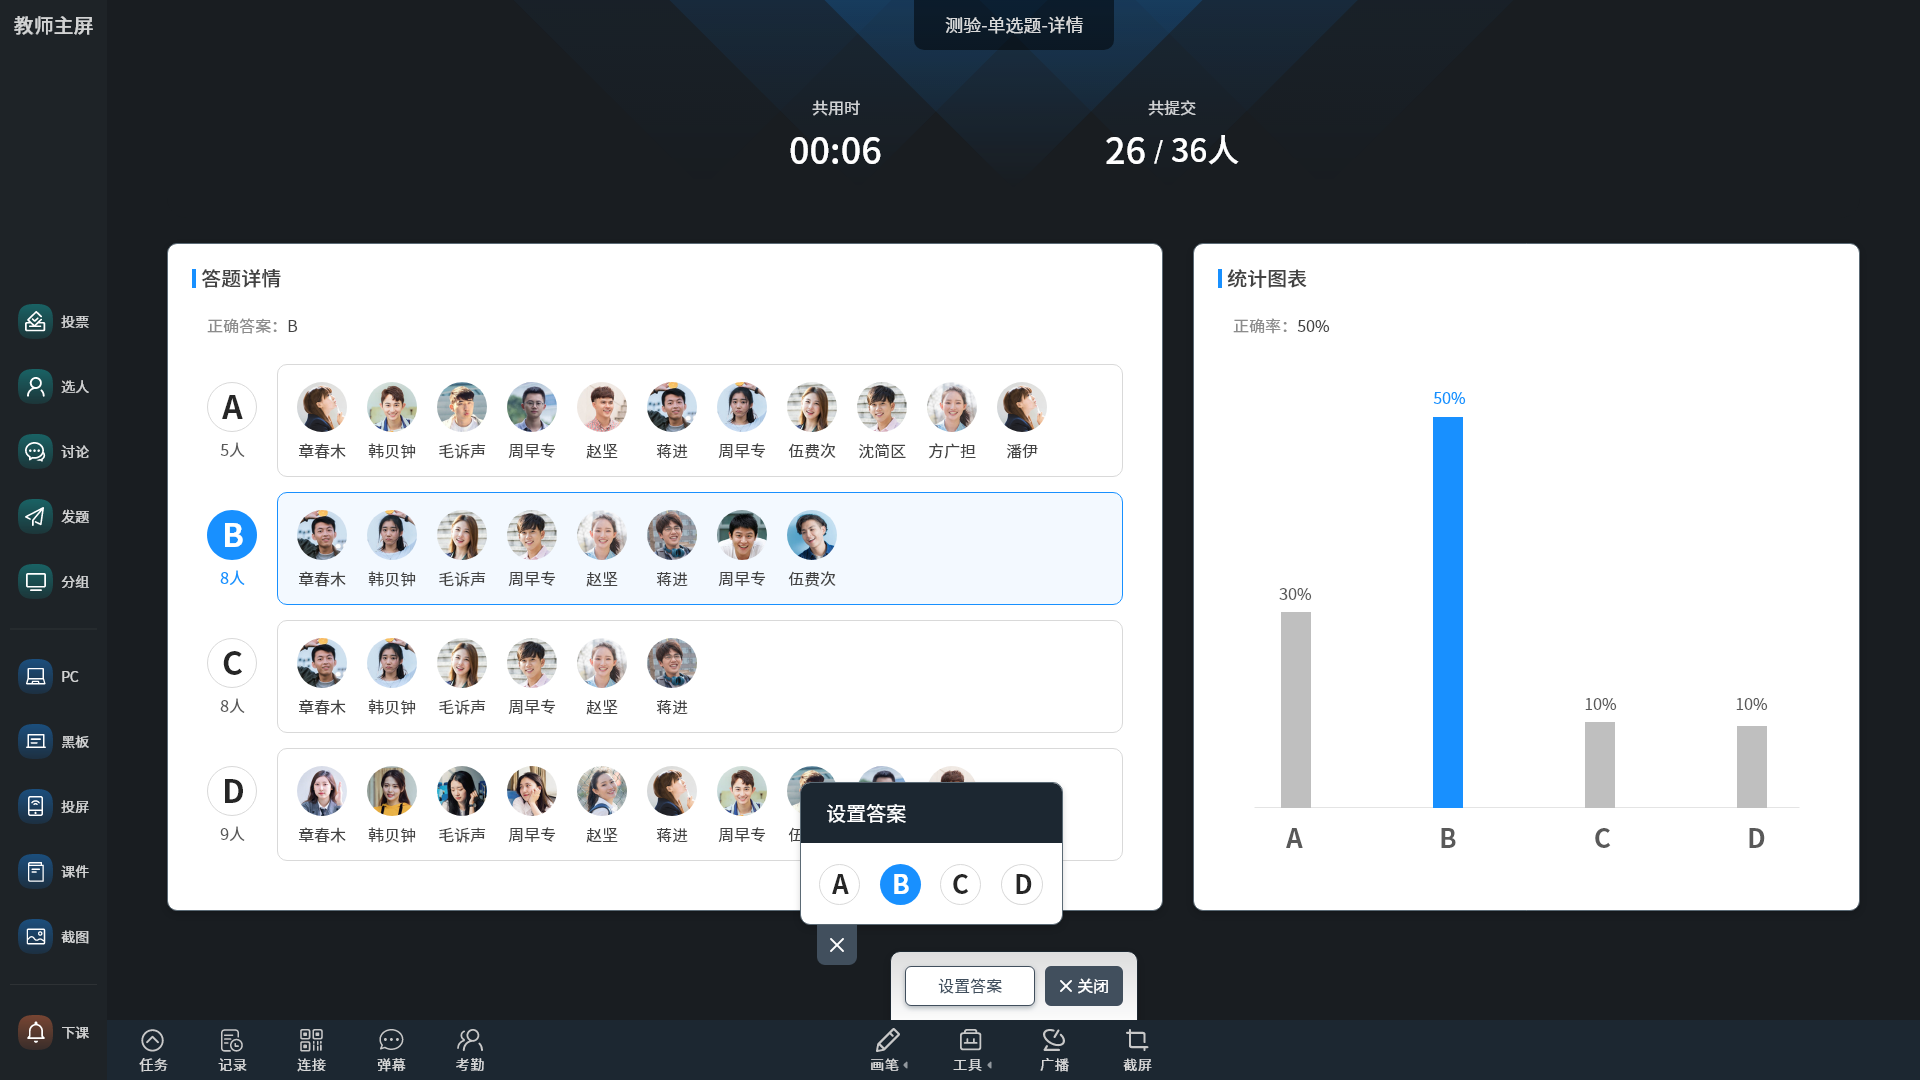 教师主屏
测验-单选题-详情
共用时
00:06
共提交
26 / 36人
投票
选人
讨论
发题
分组
PC
黑板
投屏
课件
截图
下课
答题详情
正确答案：B
A
5人
章春木 韩贝钟 毛诉声 周早专 赵坚 蒋进 周早专 伍费次 沈简区 方广担 潘伊
B
8人
章春木 韩贝钟 毛诉声 周早专 赵坚 蒋进 周早专 伍费次
C
8人
章春木 韩贝钟 毛诉声 周早专 赵坚 蒋进
D
9人
章春木 韩贝钟 毛诉声 周早专 赵坚 蒋进 周早专 伍
设置答案
A B C D
统计图表
正确率：50%
50%
30%
10%
10%
A B C D
设置答案
关闭
任务 记录 连接 弹幕 考勤 画笔 工具 广播 截屏